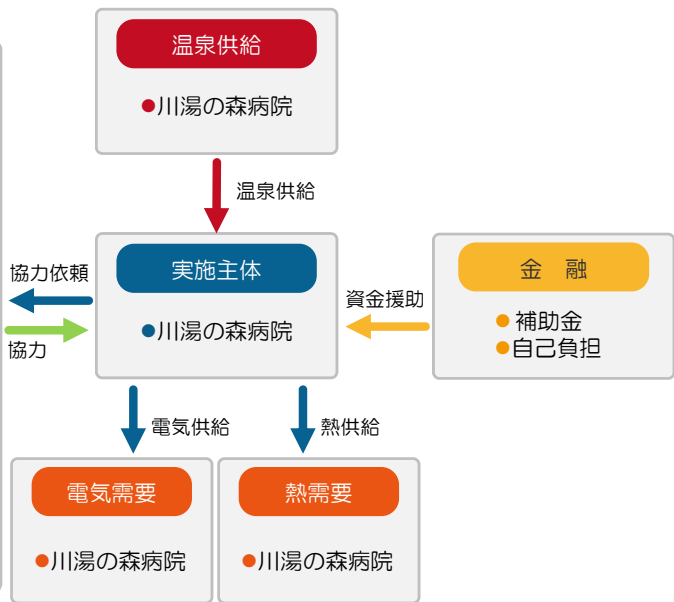 温泉供給
●川湯の森病院
温泉供給
協力依頼
協力
実施主体
●川湯の森病院
資金援助
金　融
●補助金
●自己負担
電気供給
熱供給
電気需要
●川湯の森病院
熱需要
●川湯の森病院